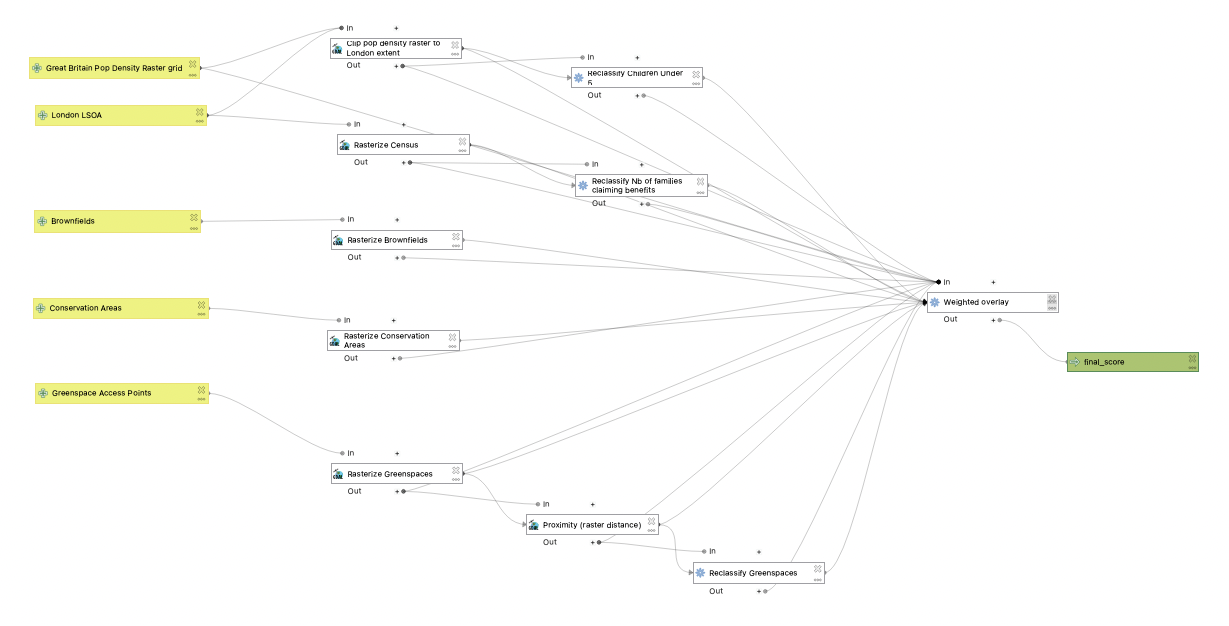 In +
Clip pop density raster to
London extent
Out +
Great Britain Pop Density Raster grid
In +
Reclassify Children Under
5
Out +
London LSOA
In +
Rasterize Census
Out +
In +
Reclassify Nb of families
claiming benefits
Out +
Brownfields
In +
Rasterize Brownfields
Out +
In +
Weighted overlay
Out +
final_score
Conservation Areas
In +
Rasterize Conservation
Areas
Out +
Greenspace Access Points
In +
Rasterize Greenspaces
Out +
In +
Proximity (raster distance)
Out +
In +
Reclassify Greenspaces
Out +